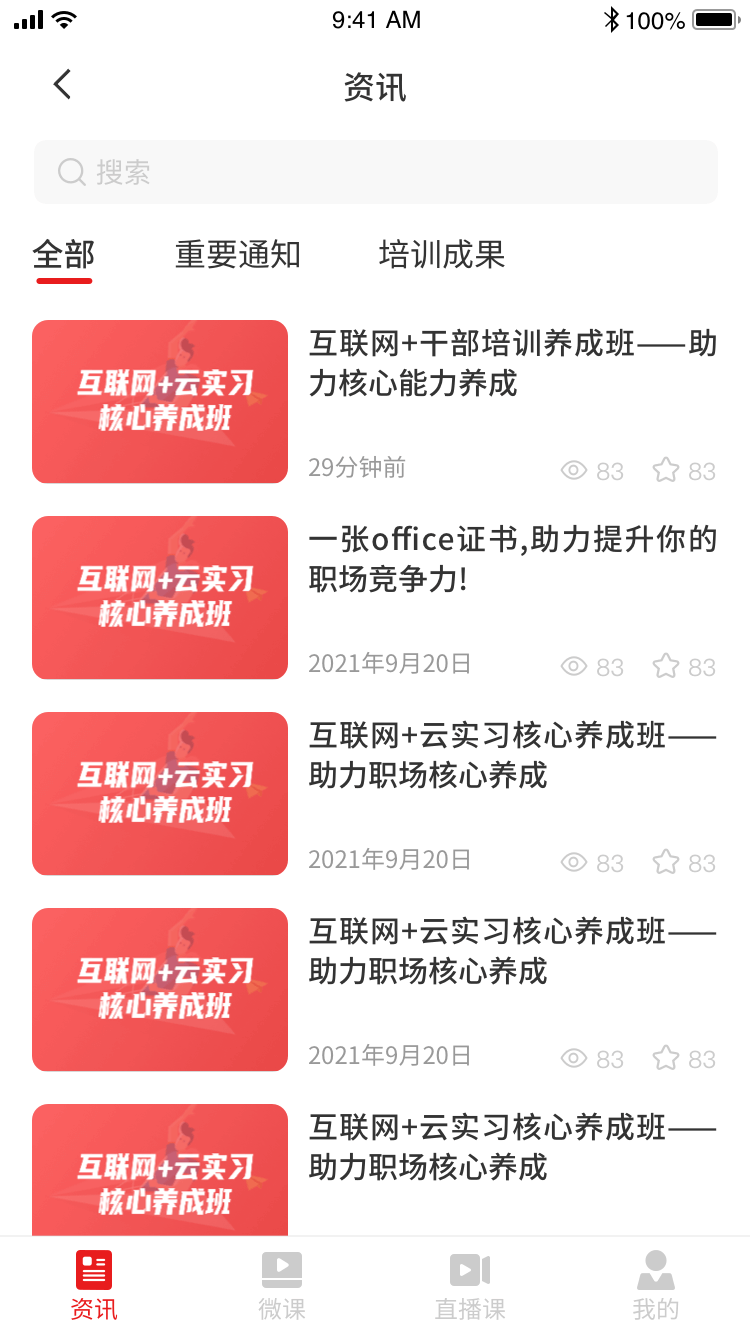 9:41 AM
100%
资讯
搜索
全部
重要通知
培训成果
互联网+云实习
核心养成班
互联网+干部培训养成班——助
力核心能力养成
29分钟前
83
83
互联网+云实习
核心养成班
一张office证书,助力提升你的
职场竞争力!
2021年9月20日
83
83
互联网+云实习
核心养成班
互联网+云实习核心养成班——
助力职场核心养成
2021年9月20日
83
83
互联网+云实习
核心养成班
互联网+云实习核心养成班——
助力职场核心养成
2021年9月20日
83
83
互联网+云实习
核心养成班
互联网+云实习核心养成班——
助力职场核心养成
资讯
微课
直播课
我的